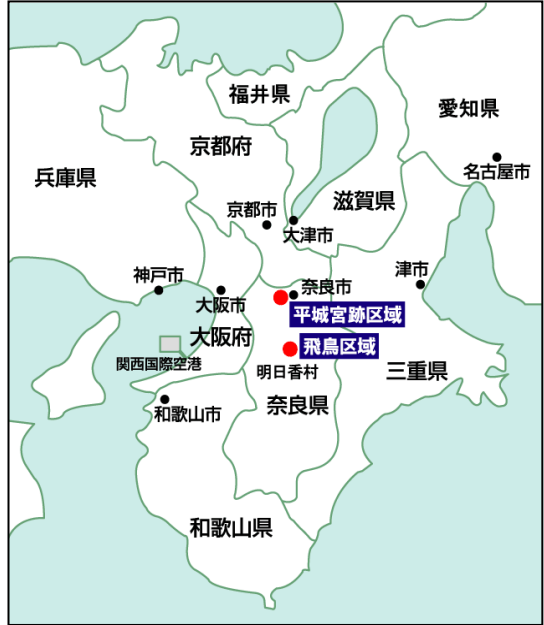 福井県
愛知県
京都府
名古屋市
兵庫県
滋賀県
京都市
大津市
神戸市
津市
奈良市
大阪市
平城宮跡区域
大阪府
飛鳥区域
関西国際空港
明日香村
三重県
奈良県
和歌山市
和歌山県